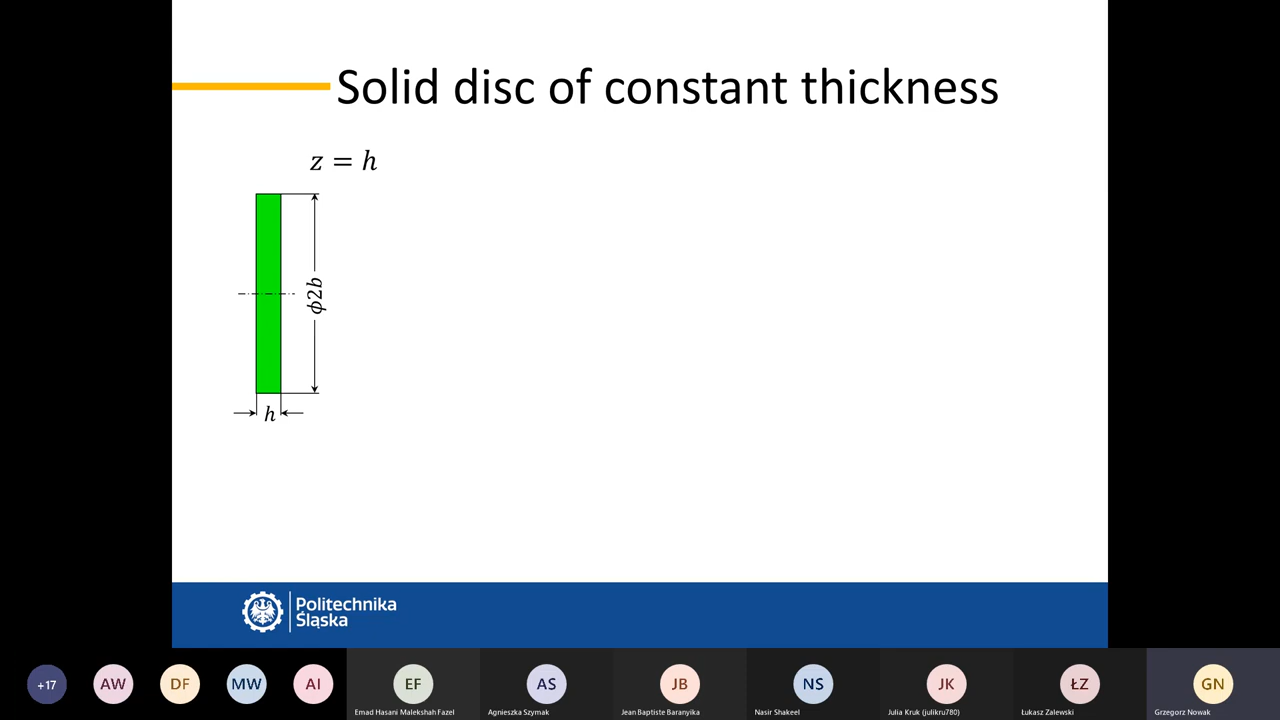 Solid disc of constant thickness
z = h
ϕ2b
h
Politechnika
Śląska
+17
AW
DF
MW
AI
EF
AS
JB
NS
JK
ŁZ
GN
Emad Hasani Malekshah Fazel
Agnieszka Szymak
Jean Baptiste Baranyika
Nasir Shakeel
Julia Kruk (julikru780)
Łukasz Zalewski
Grzegorz Nowak